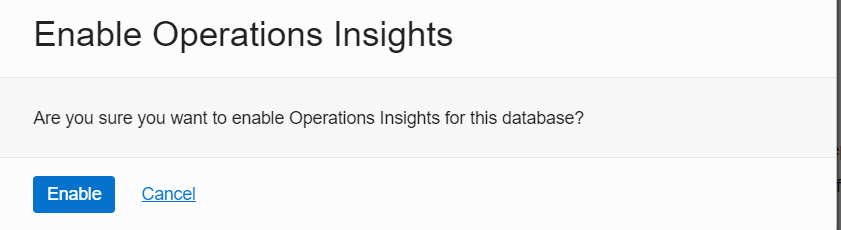 Enable Operations Insights
Are you sure you want to enable Operations Insights for this database?
Enable Cancel